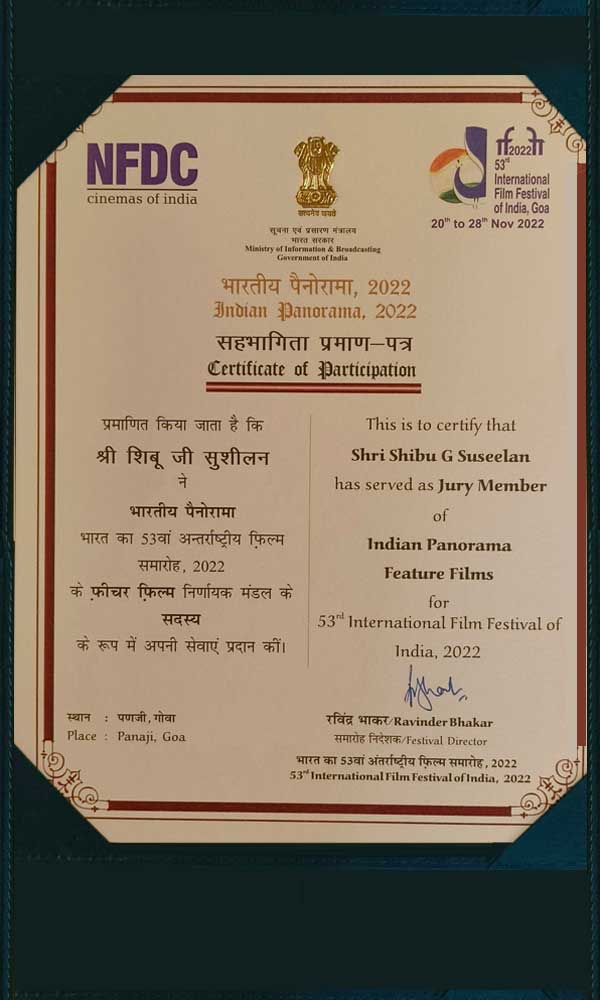 NFDC
cinemas of india
सत्यमेव जयते
सूचना एवं प्रसारण मंत्रालय
भारत सरकार
Ministry of Information & Broadcasting
Government of India
2022
53rd
International
Film Festival
of India, Goa
20th to 28th Nov 2022
भारतीय पैनोरामा, 2022
Indian Panorama, 2022
सहभागिता प्रमाण–पत्र
Certificate of Participation
प्रमाणित किया जाता है कि
श्री शिबू जी सुशीलन
ने
भारतीय पैनोरामा
भारत का 53वां अन्तर्राष्ट्रीय फ़िल्म
समारोह, 2022
के फ़ीचर फ़िल्म निर्णायक मंडल के
सदस्य
के रूप में अपनी सेवाएं प्रदान कीं।
This is to certify that
Shri Shibu G Suseelan
has served as Jury Member
of
Indian Panorama
Feature Films
for
53rd International Film Festival of
India, 2022
स्थान : पणजी, गोवा
Place : Panaji, Goa
रविंद्र भाकर/Ravinder Bhakar
समारोह निदेशक/Festival Director
भारत का 53वां अंतर्राष्ट्रीय फ़िल्म समारोह, 2022
53rd International Film Festival of India, 2022